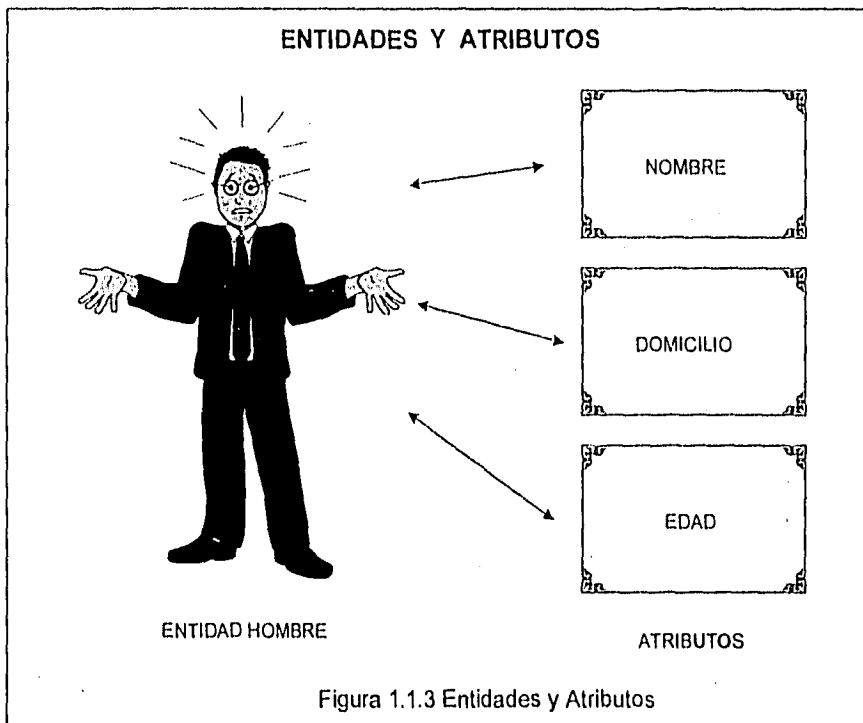 ENTIDADES Y ATRIBUTOS
NOMBRE
DOMICILIO
EDAD
ENTIDAD HOMBRE
ATRIBUTOS
Figura 1.1.3 Entidades y Atributos